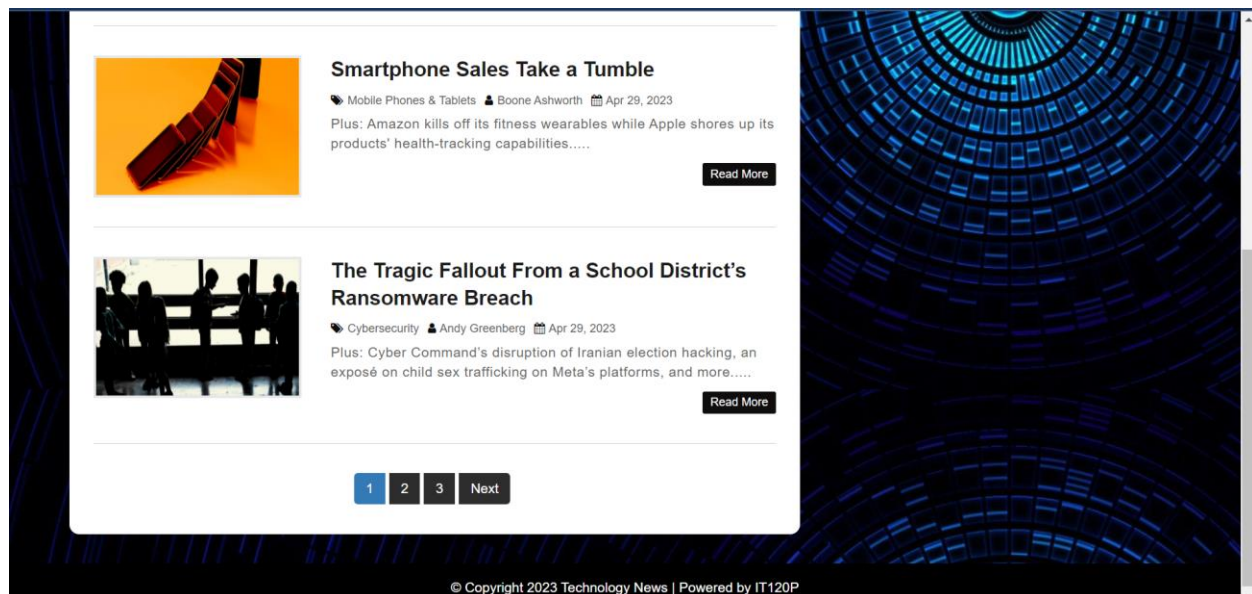 Smartphone Sales Take a Tumble
Mobile Phones & Tablets Boone Ashworth Apr 29, 2023
Plus: Amazon kills off its fitness wearables while Apple shores up its
products' health-tracking capabilities.....
Read More
The Tragic Fallout From a School District’s
Ransomware Breach
Cybersecurity Andy Greenberg Apr 29, 2023
Plus: Cyber Command’s disruption of Iranian election hacking, an
exposé on child sex trafficking on Meta’s platforms, and more.....
Read More
1 2 3 Next
© Copyright 2023 Technology News | Powered by IT120P